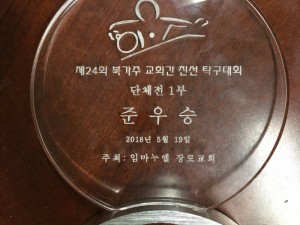 제24회 북가주 교회간 친선 탁구대회
단체전 1부
준우승
2018년 5월 19일
주최: 임마누엘 장로교회